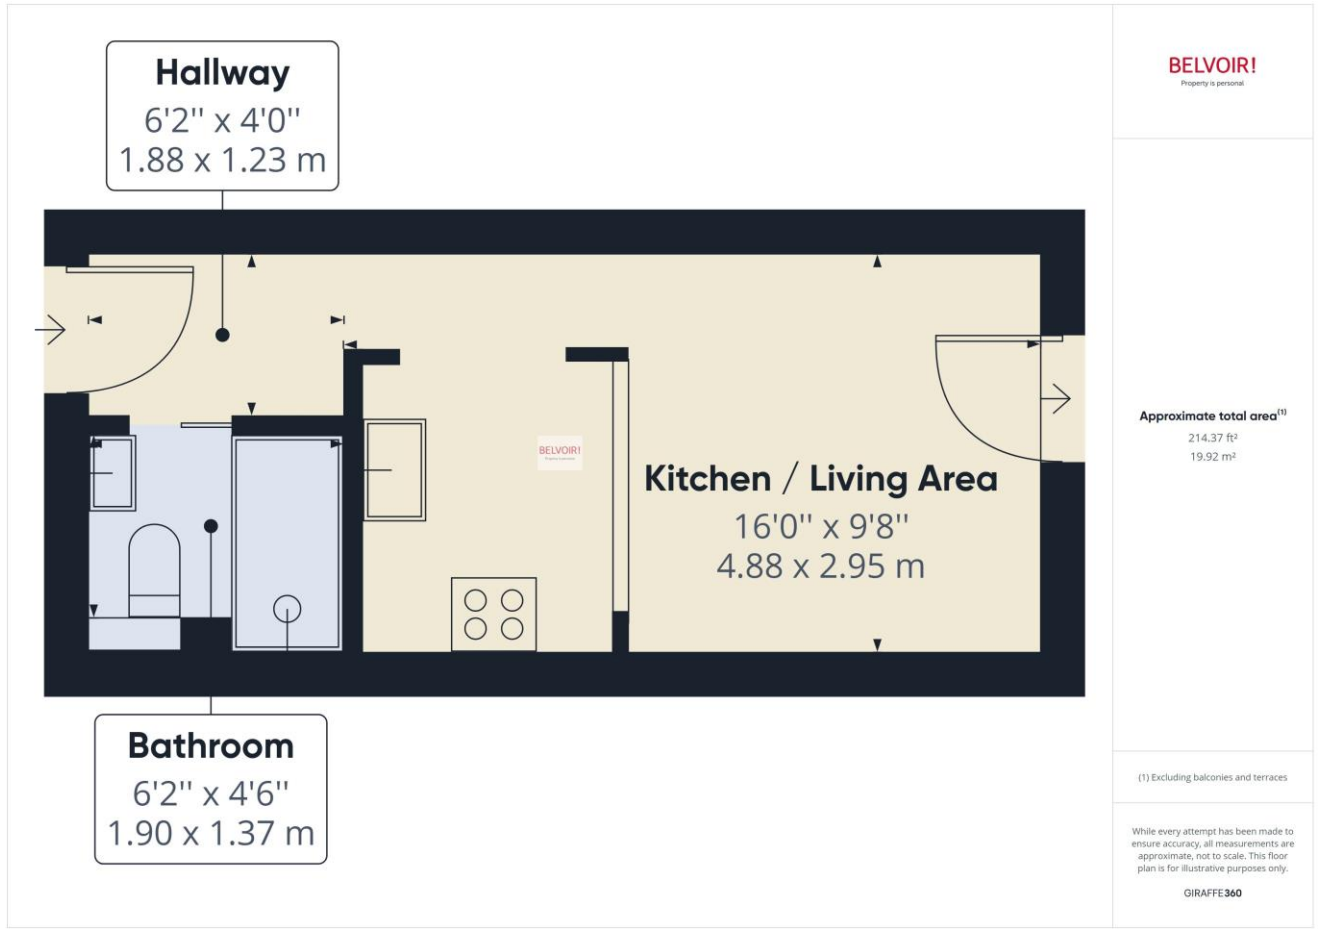 Hallway
6'2'' x 4'0''
1.88 x 1.23 m
BELVOIR!
Property is personal
BELVOIR!
Kitchen / Living Area
16'0'' x 9'8''
4.88 x 2.95 m
Bathroom
6'2'' x 4'6''
1.90 x 1.37 m
Approximate total area(1)
214.37 ft²
19.92 m²
(1) Excluding balconies and terraces
While every attempt has been made to
ensure accuracy, all measurements are
approximate, not to scale. This floor
plan is for illustrative purposes only.
GIRAFFE360